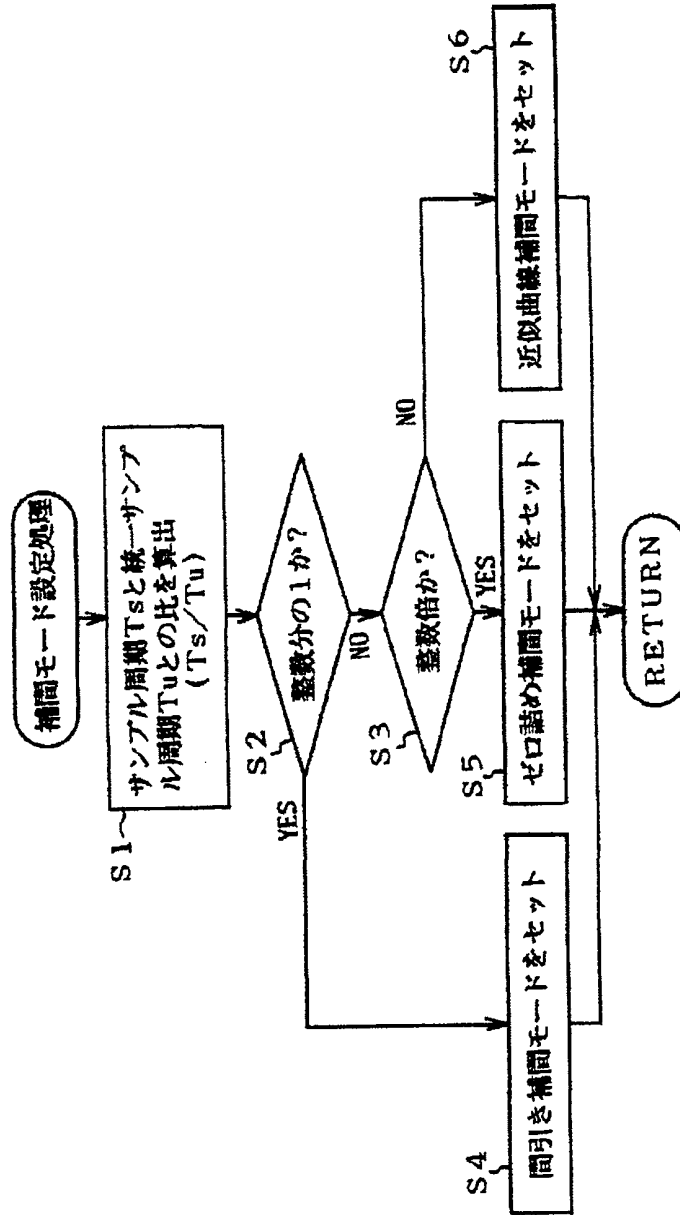 補間モード設定処理
S1
サンプル周期Tsと統一サンプ
ル周期Tuとの比を算出
(Ts/Tu)
S2
整数分の1か?
YES
NO
S3
整数倍か?
NO
YES
S4
間引き補間モードをセット
S5
ゼロ詰め補間モードをセット
S6
近似曲線補間モードをセット
RETURN